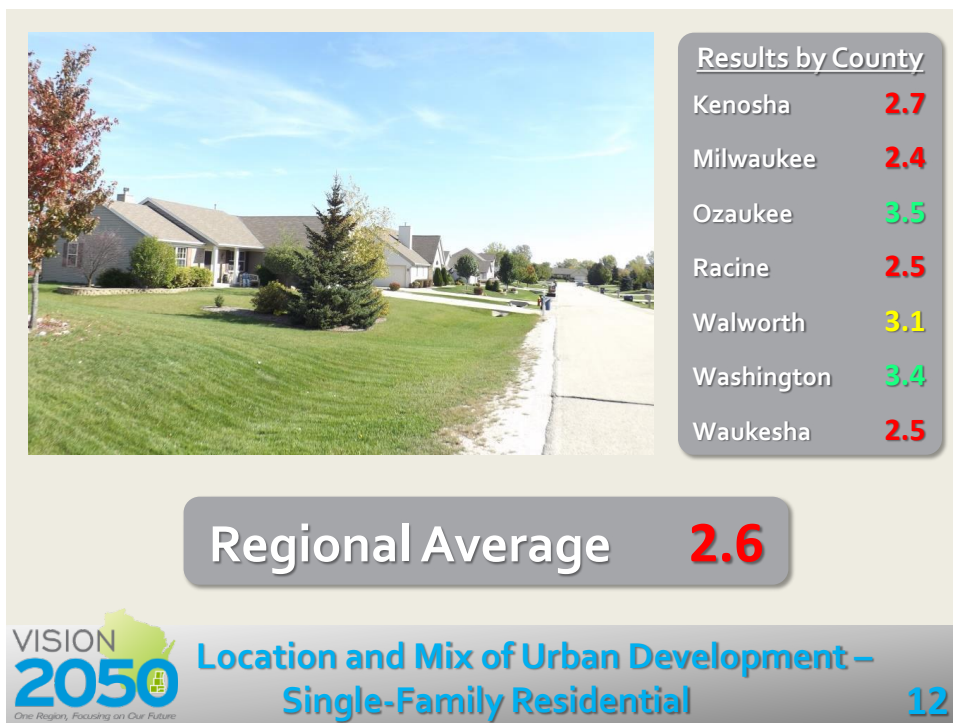 Results by County
Kenosha 2.7
Milwaukee 2.4
Ozaukee 3.5
Racine 2.5
Walworth 3.1
Washington 3.4
Waukesha 2.5
Regional Average 2.6
VISION
2050
One Region, Focusing on Our Future
Location and Mix of Urban Development –
Single-Family Residential
12